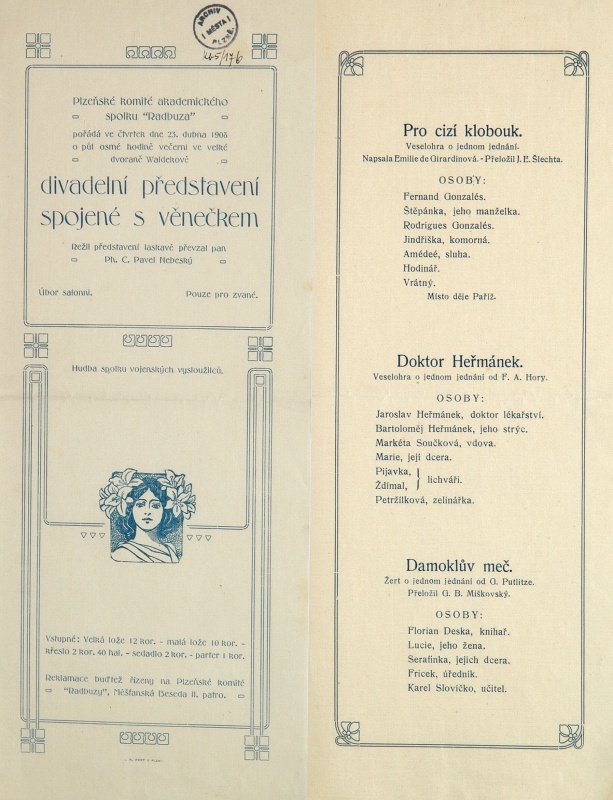 ARCHIV
MĚSTA
PLZNĚ.
45/176
Plzeňské komité akademického
spolku "Radbuza"
pořádá ve čtvrtek dne 23. dubna 1908
o půl osmé hodině večerní ve velké
dvoraně Waldekově
divadelní představení
spojené s věnečkem
Režii představení laskavě převzal pan
Ph. C. Pavel Nebeský
Úbor salonní. Pouze pro zvané.
Hudba spolku vojenských vysloužilců.
Vstupné: Velká lože 12 kor. - malá lože 10 kor. -
křeslo 2 kor. 40 hal. - sedadlo 2 kor. - parter 1 kor.
Reklamace buďtež řízeny na Plzeňské komité
"Radbuzy", Měšťanská Beseda II. patro.
Pro cizí klobouk.
Veselohra o jednom jednání.
Napsala Emilie de Girardinová. - Přeložil J. E. Šlechta.
OSOBY:
Fernand Gonzalés.
Štěpánka, jeho manželka.
Rodrigues Gonzalés.
Jindřiška, komorná.
Amédeé, sluha.
Hodinář.
Vrátný.
Místo děje Paříž.
Doktor Heřmánek.
Veselohra o jednom jednání od F. A. Hory.
OSOBY:
Jaroslav Heřmánek, doktor lékařství.
Bartoloměj Heřmánek, jeho strýc.
Markéta Součková, vdova.
Marie, její dcera.
Pijavka,
Ždímal, } lichváři.
Petržílková, zelinářka.
Damoklův meč.
Žert o jednom jednání od G. Putlitze.
Přeložil G. B. Miškovský.
OSOBY:
Florian Deska, knihař.
Lucie, jeho žena.
Serafinka, jejich dcera.
Fricek, úředník.
Karel Slovíčko, učitel.